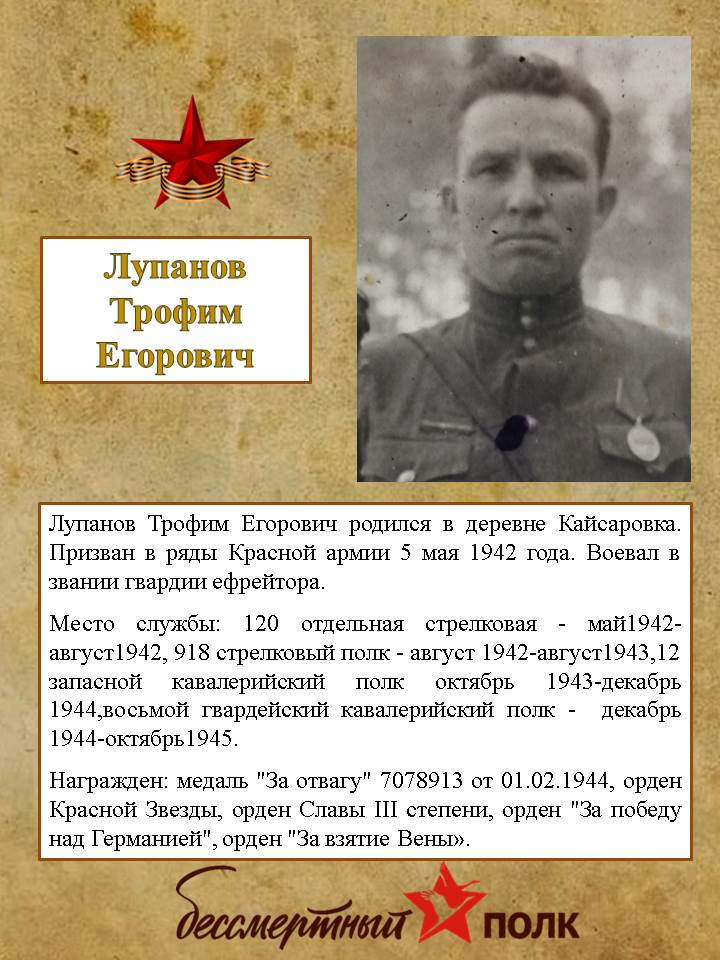 Лупанов
Трофим
Егорович
Лупанов Трофим Егорович родился в деревне Кайсаровка.
Призван в ряды Красной армии 5 мая 1942 года. Воевал в
звании гвардии ефрейтора.
Место службы: 120 отдельная стрелковая - май1942-
август1942, 918 стрелковый полк - август 1942-август1943,12
запасной кавалерийский полк октябрь 1943-декабрь
1944,восьмой гвардейский кавалерийский полк - декабрь
1944-октябрь1945.
Награжден: медаль "За отвагу" 7078913 от 01.02.1944, орден
Красной Звезды, орден Славы III степени, орден "За победу
над Германией", орден "За взятие Вены».
бессмертный ПОЛК